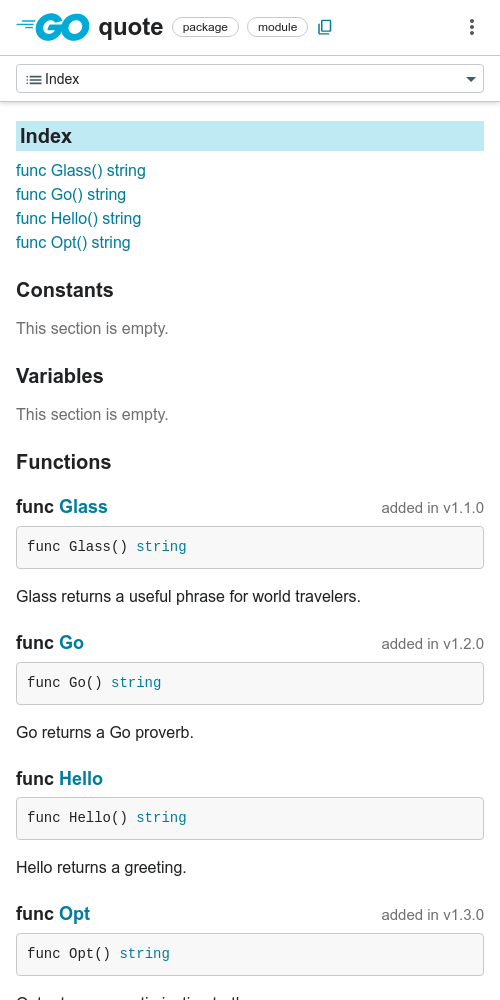 GO quote package module
Index
Index
func Glass() string
func Go() string
func Hello() string
func Opt() string
Constants
This section is empty.
Variables
This section is empty.
Functions
func Glass added in v1.1.0
func Glass() string
Glass returns a useful phrase for world travelers.
func Go added in v1.2.0
func Go() string
Go returns a Go proverb.
func Hello
func Hello() string
Hello returns a greeting.
func Opt added in v1.3.0
func Opt() string